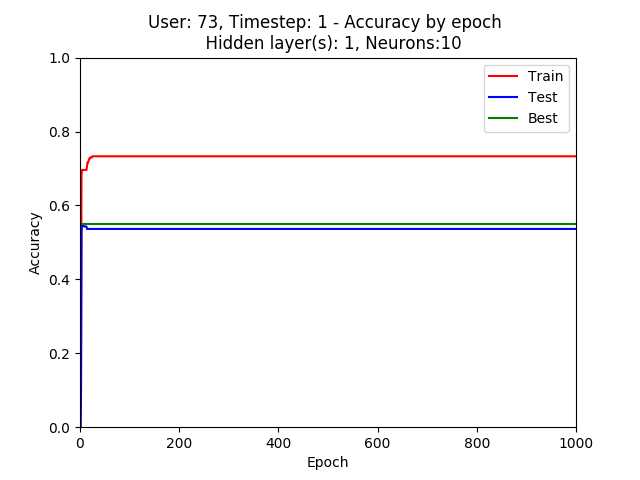 User: 73, Timestep: 1 - Accuracy by epoch
Hidden layer(s): 1, Neurons:10
1.0
0.8
0.6
0.4
0.2
0.0
Accuracy
Train
Test
Best
0 200 400 600 800 1000
Epoch